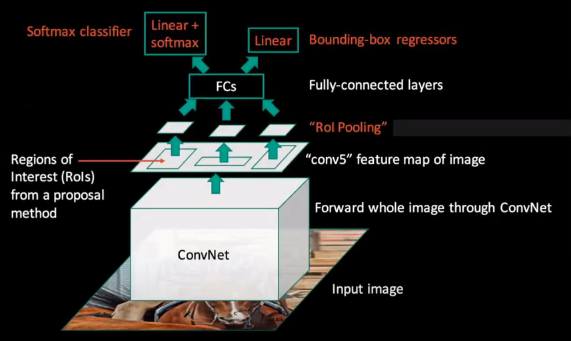 Softmax classifier
Linear +
softmax
Linear
Bounding-box regressors
FCs
Fully-connected layers
"RoI Pooling"
Regions of
Interest (RoIs)
from a proposal
method
"conv5" feature map of image
Forward whole image through ConvNet
ConvNet
Input image